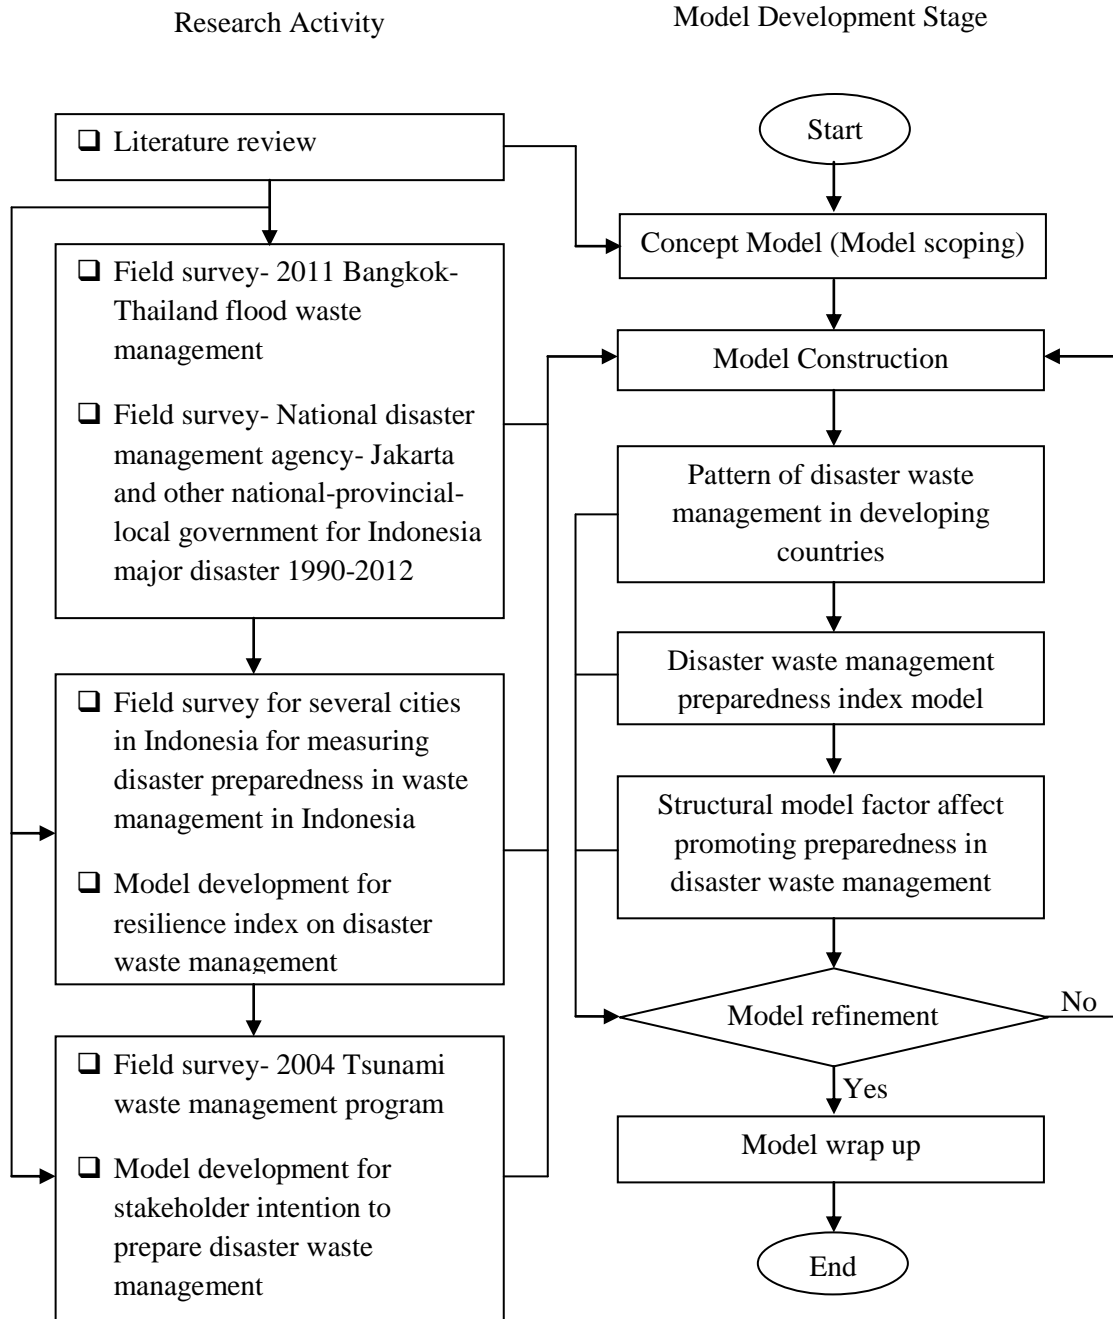 Research Activity
Model Development Stage
❑ Literature review
❑ Field survey- 2011 Bangkok-
Thailand flood waste
management
❑ Field survey- National disaster
management agency- Jakarta
and other national-provincial-
local government for Indonesia
major disaster 1990-2012
❑ Field survey for several cities
in Indonesia for measuring
disaster preparedness in waste
management in Indonesia
❑ Model development for
resilience index on disaster
waste management
❑ Field survey- 2004 Tsunami
waste management program
❑ Model development for
stakeholder intention to
prepare disaster waste
management
Start
Concept Model (Model scoping)
Model Construction
Pattern of disaster waste
management in developing
countries
Disaster waste management
preparedness index model
Structural model factor affect
promoting preparedness in
disaster waste management
Model refinement
No
Yes
Model wrap up
End